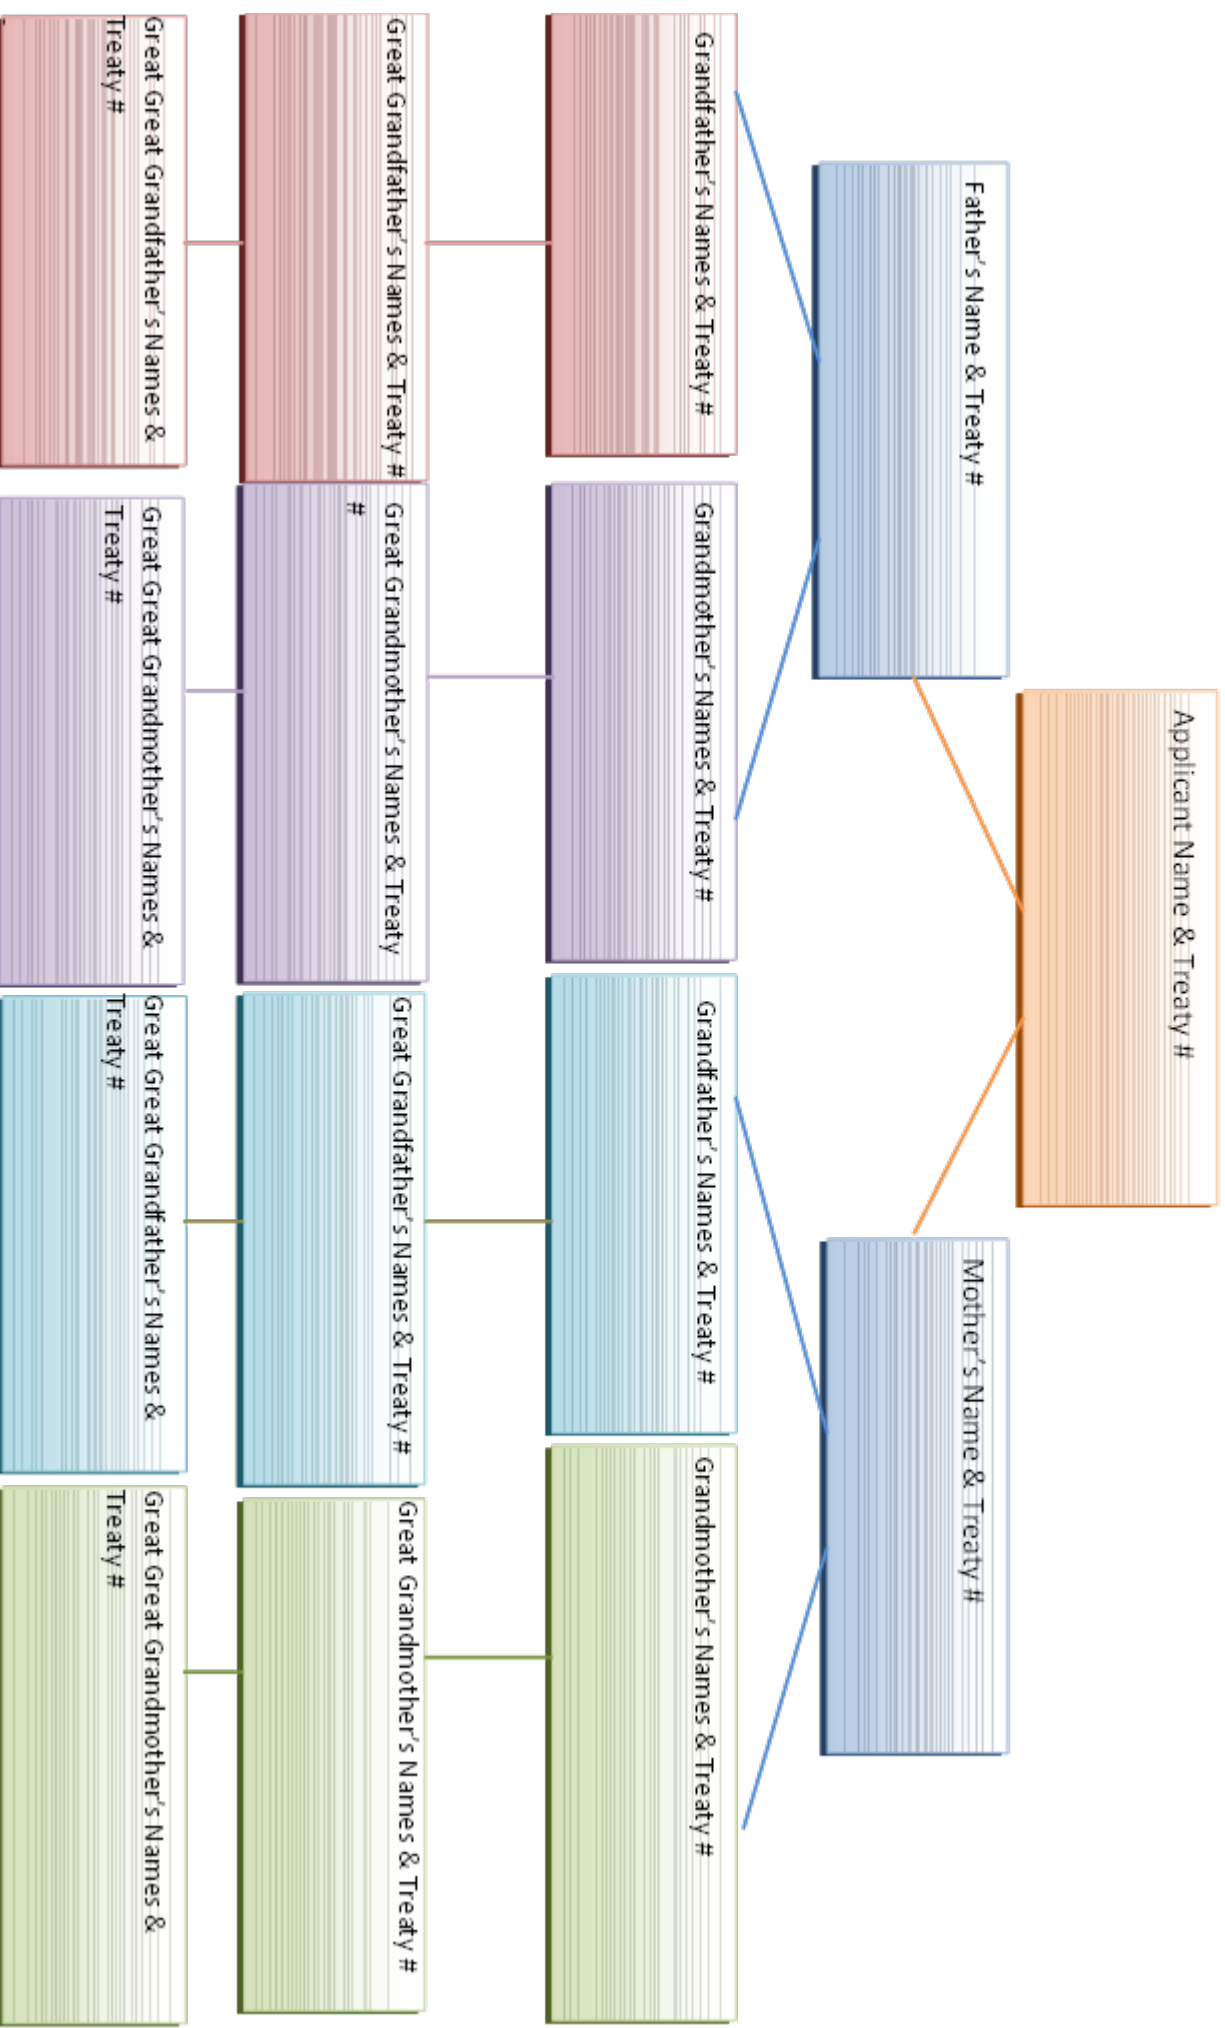 Applicant Name & Treaty #
Father's Name & Treaty #
Mother's Name & Treaty #
Grandfather's Names & Treaty #
Grandmother's Names & Treaty #
Grandfather's Names & Treaty #
Grandmother's Names & Treaty #
Great Grandfather's Names & Treaty #
Great Grandmother's Names & Treaty
#
Great Grandfather's Names & Treaty #
Great Grandmother's Names & Treaty #
Great Great Grandfather's Names &
Treaty #
Great Great Grandmother's Names &
Treaty #
Great Great Grandfather's Names &
Treaty #
Great Great Grandmother's Names &
Treaty #